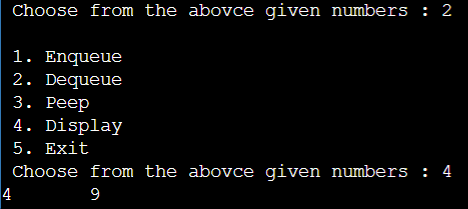 Choose from the abovce given numbers : 2
1. Enqueue
2. Dequeue
3. Peep
4. Display
5. Exit
Choose from the abovce given numbers : 4
4 9